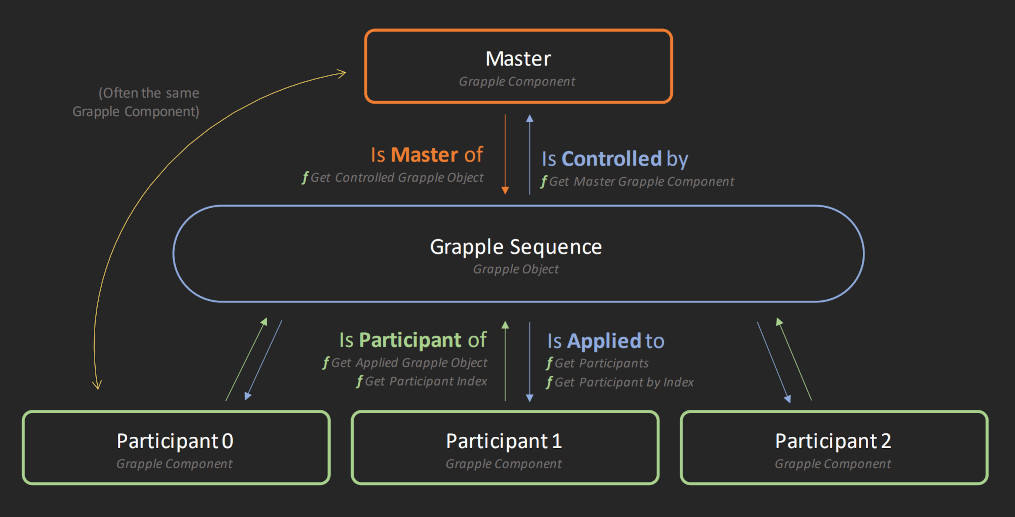 Master
Grapple Component
(Often the same
Grapple Component)
Is Master of
f Get Controlled Grapple Object
Is Controlled by
f Get Master Grapple Component
Grapple Sequence
Grapple Object
Is Participant of
f Get Applied Grapple Object
f Get Participant Index
Is Applied to
f Get Participants
f Get Participant by Index
Participant 0
Grapple Component
Participant 1
Grapple Component
Participant 2
Grapple Component